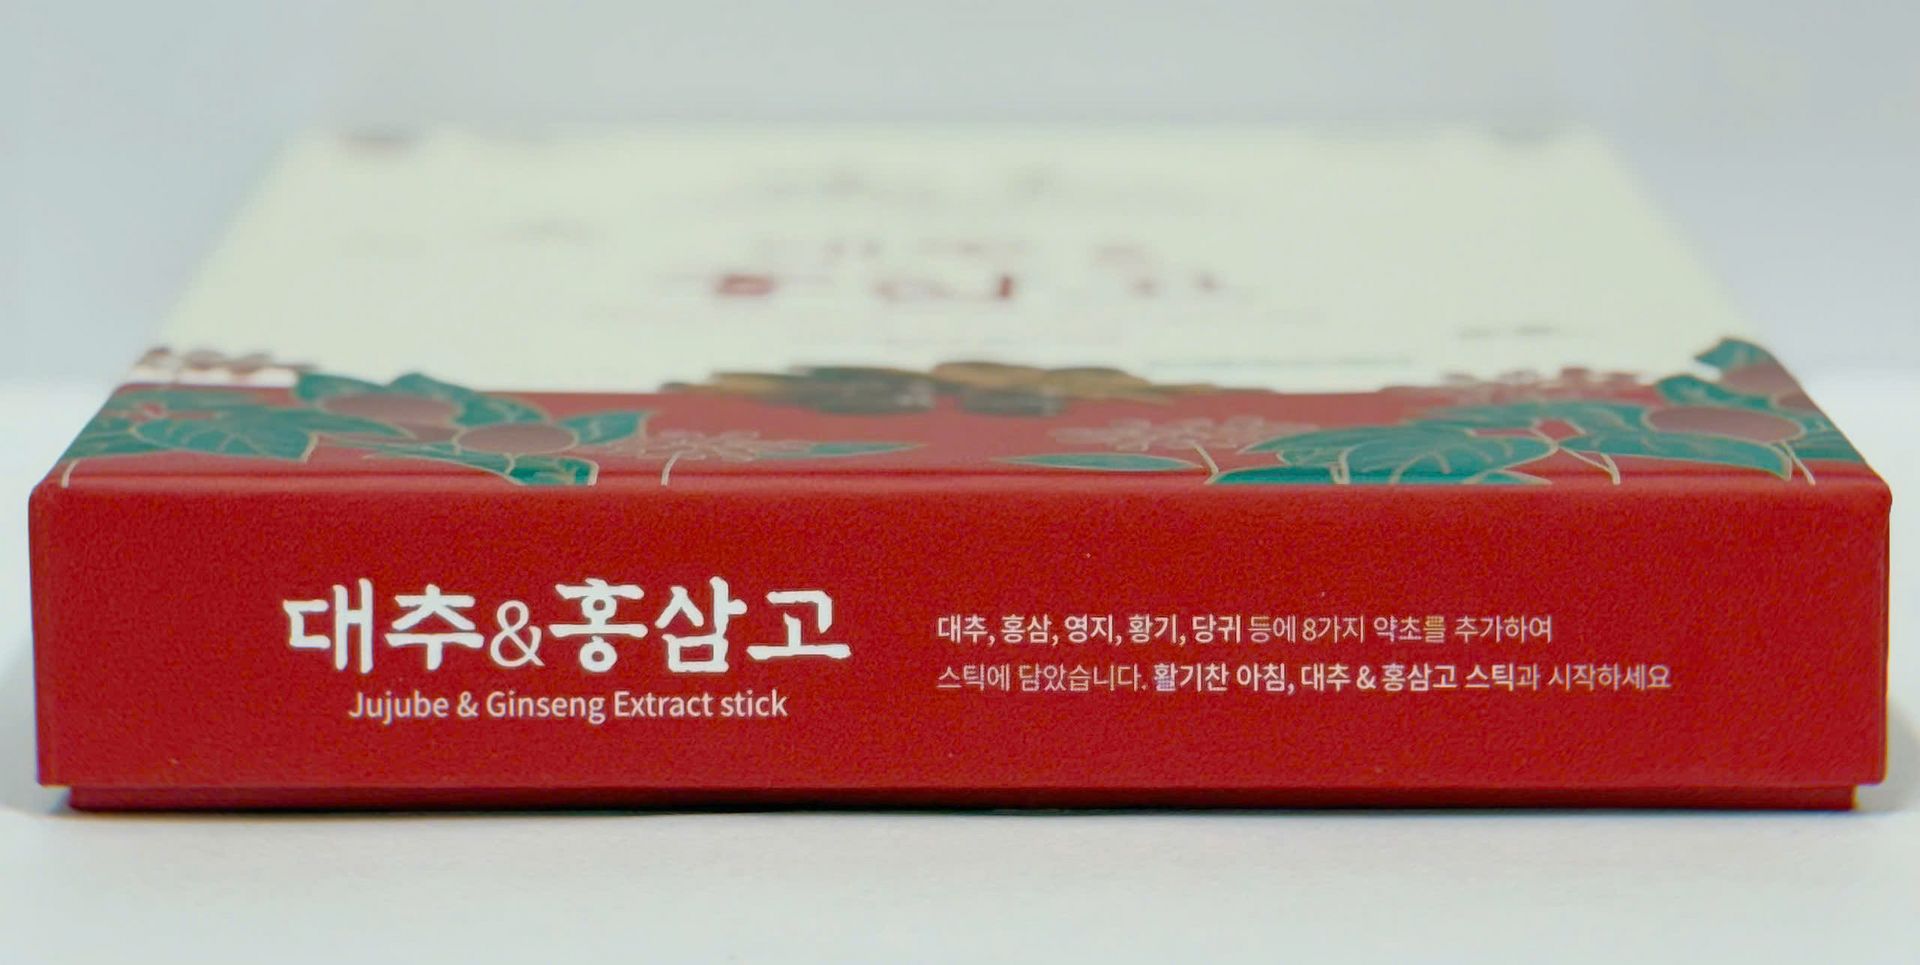 대추&홍삼고
Jujube & Ginseng Extract stick
대추, 홍삼, 영지, 황기, 당귀 등에 8가지 약초를 추가하여
스틱에 담았습니다. 활기찬 아침, 대추 & 홍삼고 스틱과 시작하세요